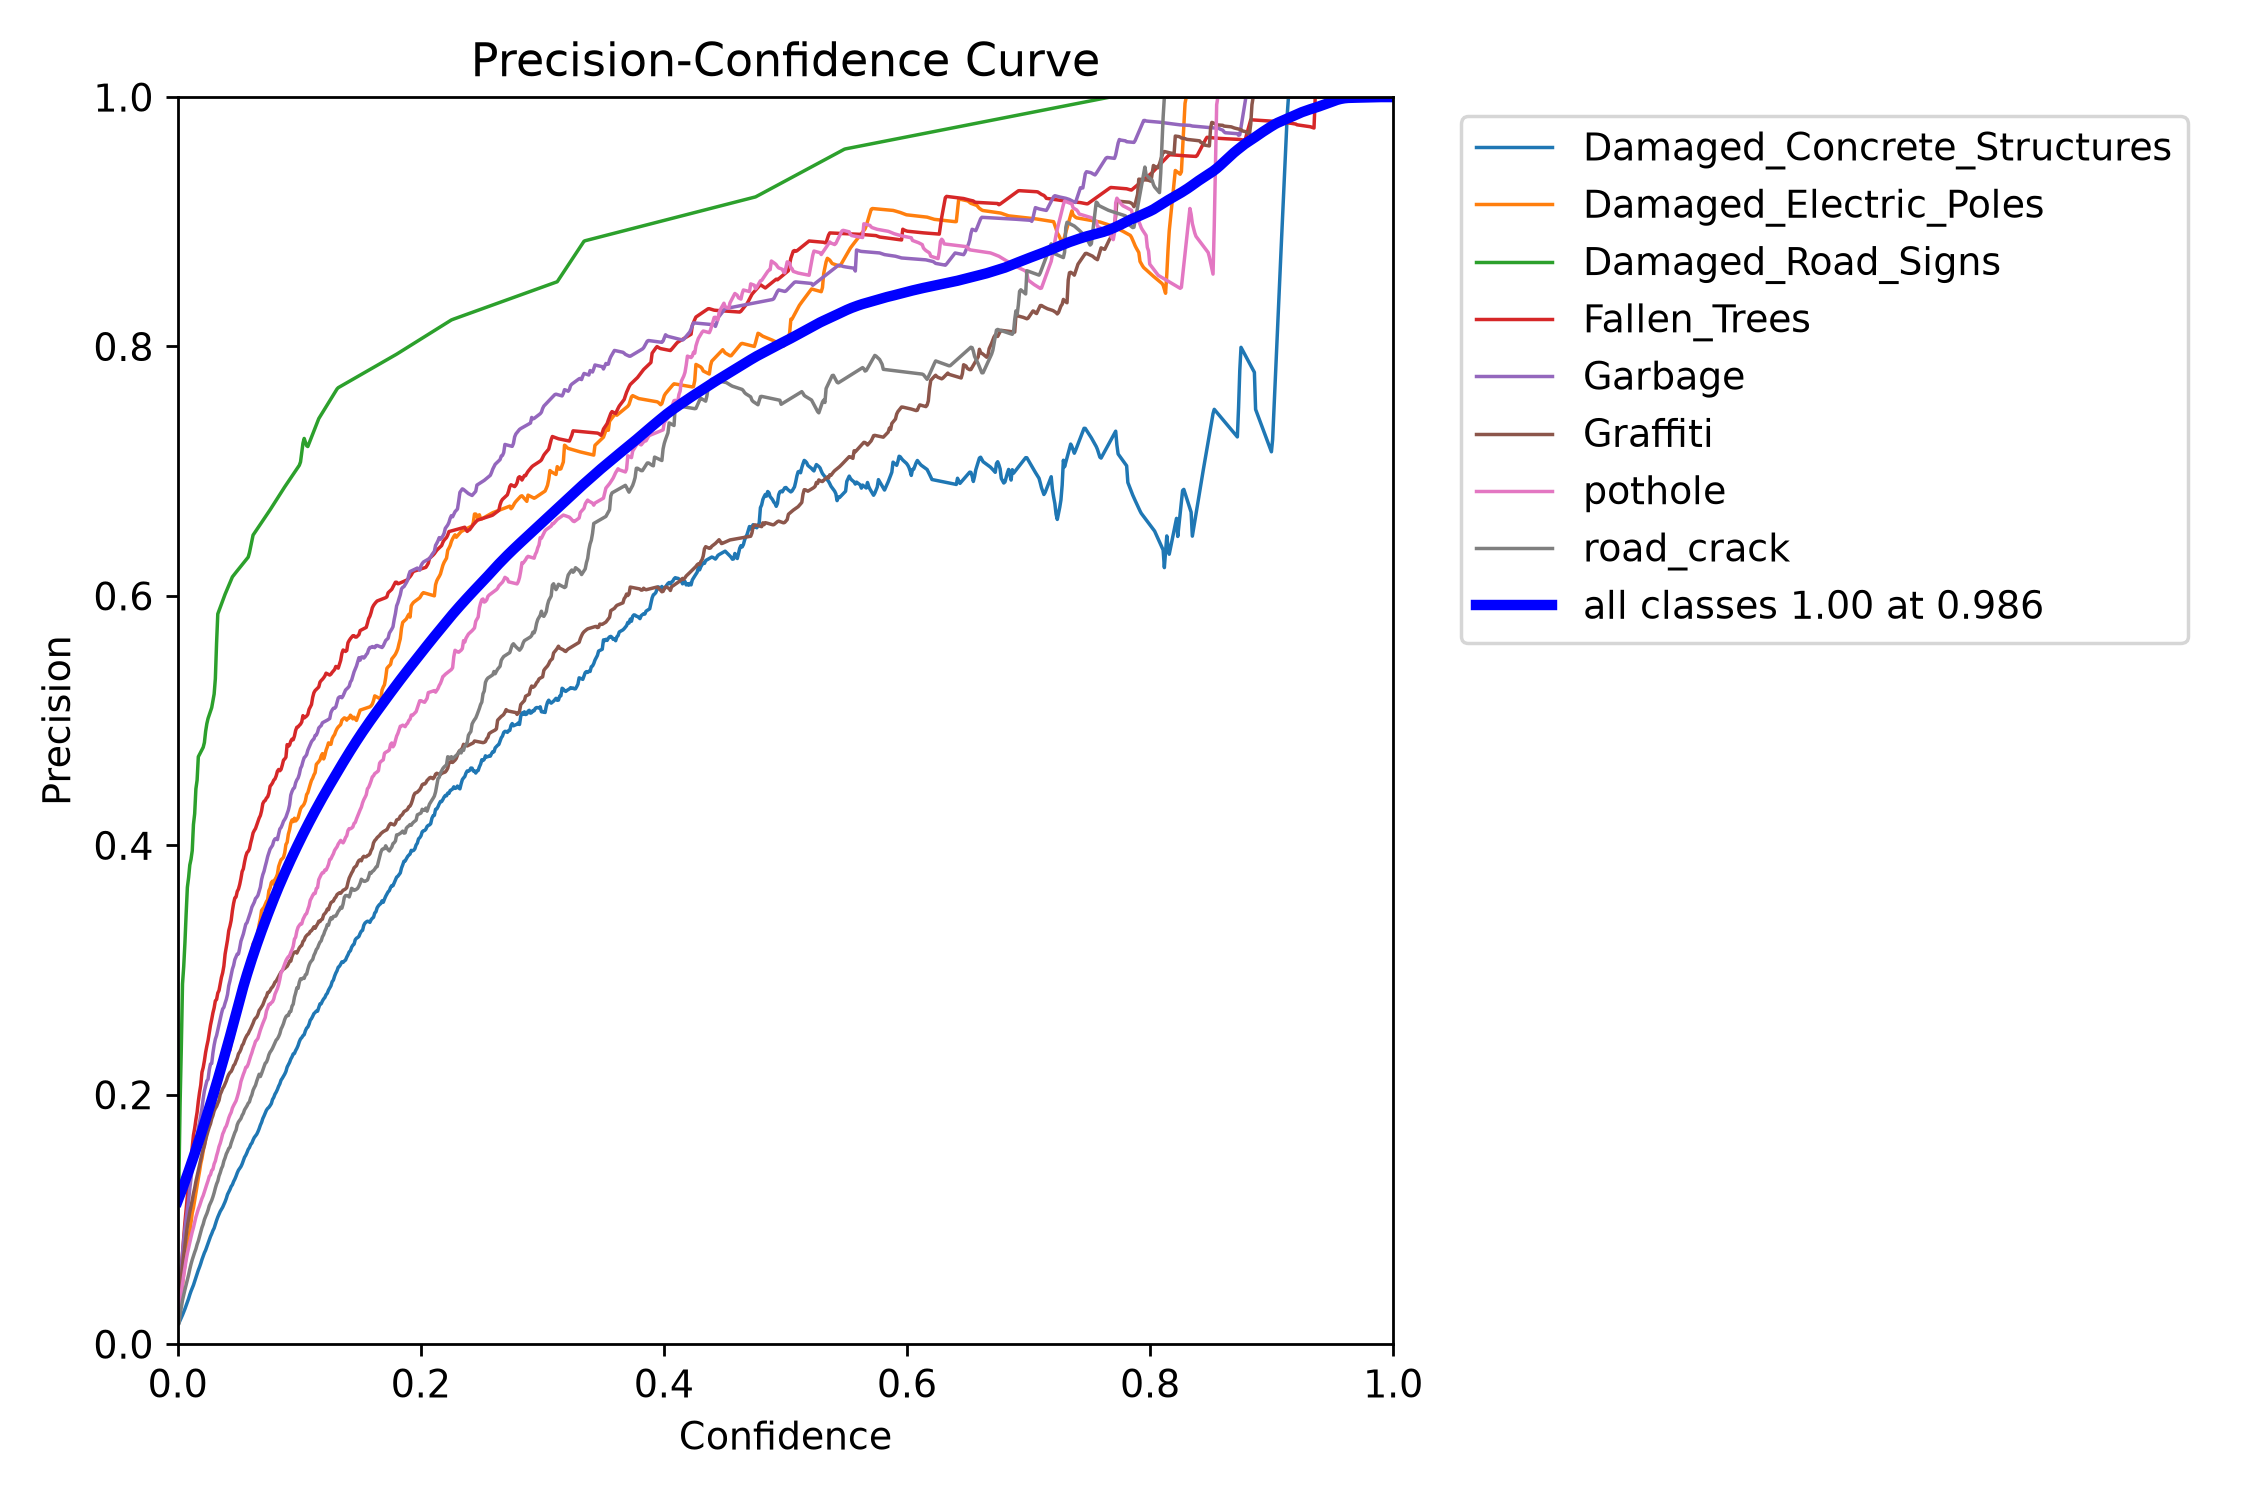 Precision-Confidence Curve
1.0
0.8
0.6
0.4
0.2
0.0
Precision
0.0 0.2 0.4 0.6 0.8 1.0
Confidence
Damaged_Concrete_Structures
Damaged_Electric_Poles
Damaged_Road_Signs
Fallen_Trees
Garbage
Graffiti
pothole
road_crack
all classes 1.00 at 0.986